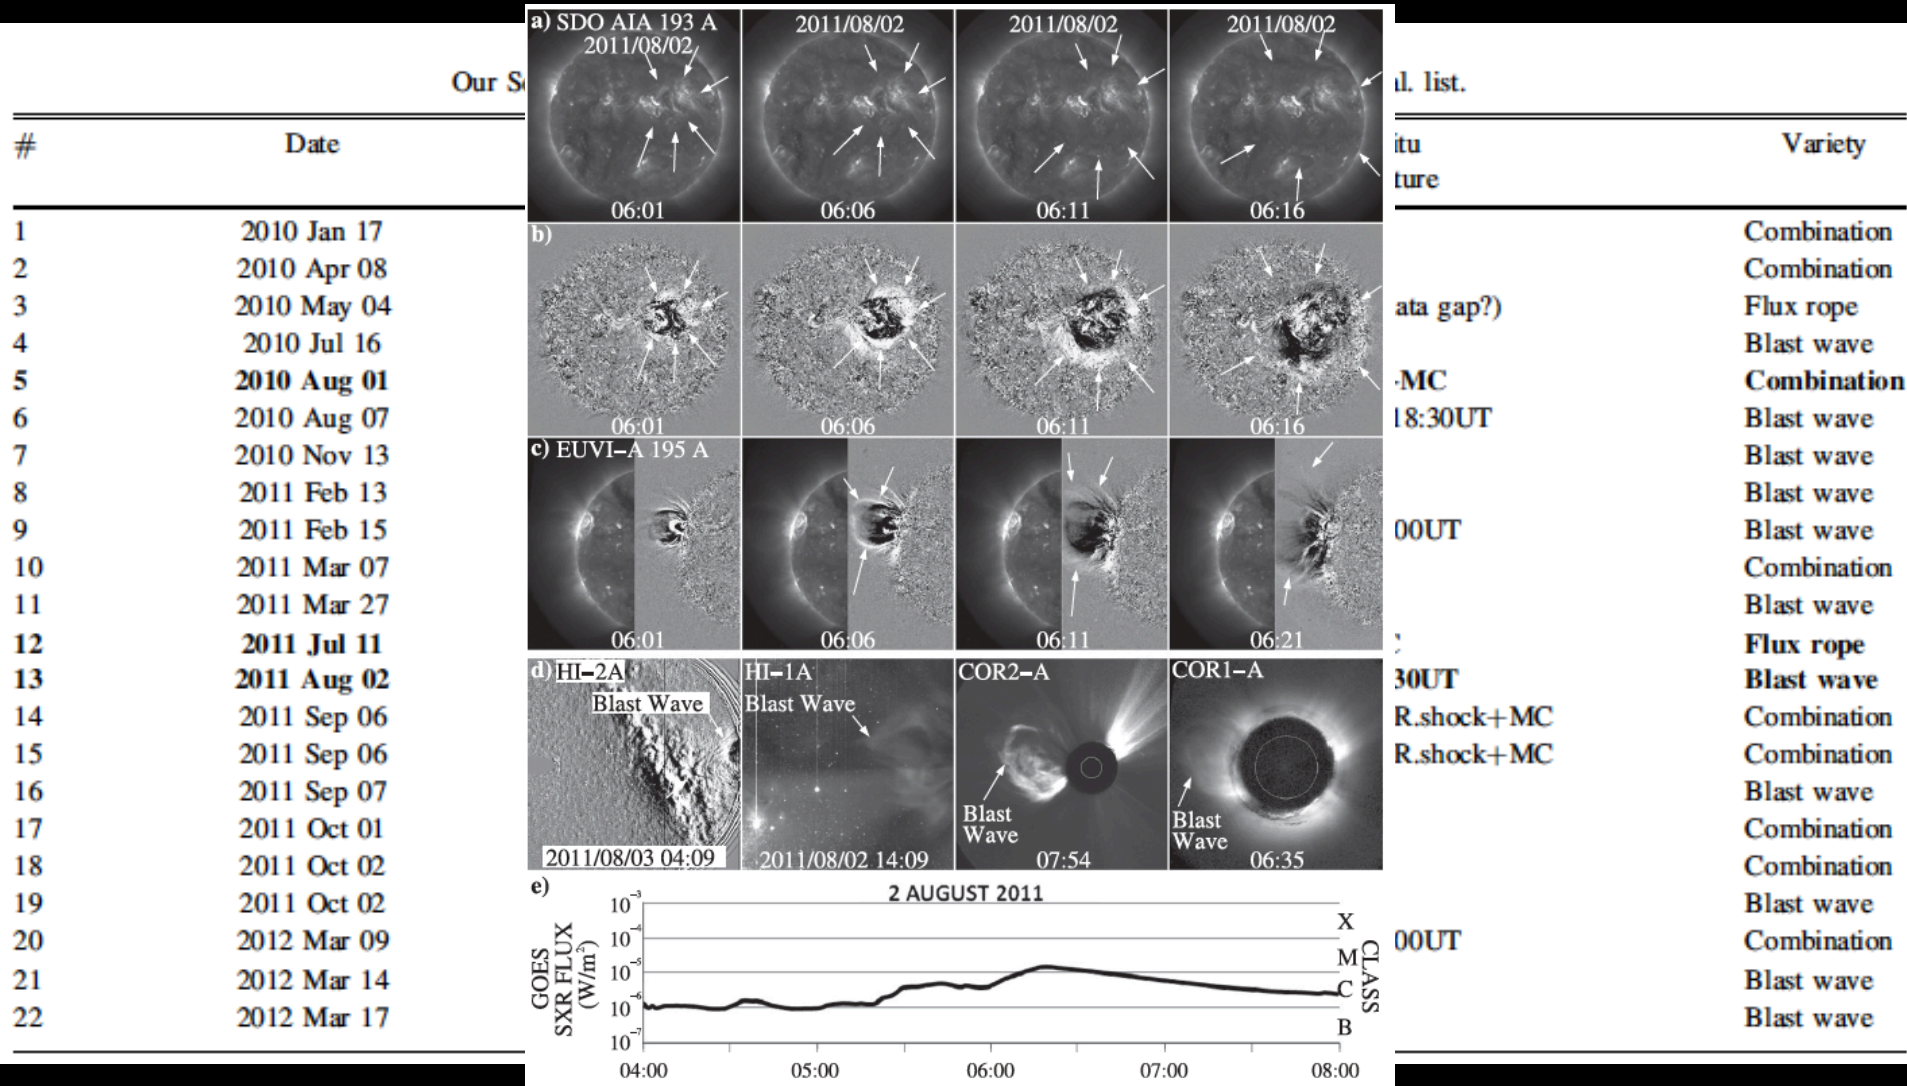 Our S
al. list.
# Date
itu
ture
Variety
1 2010 Jan 17 Combination
2 2010 Apr 08 Combination
3 2010 May 04 ata gap?) Flux rope
4 2010 Jul 16 Blast wave
5 2010 Aug 01 -MC Combination
6 2010 Aug 07 18:30UT Blast wave
7 2010 Nov 13 Blast wave
8 2011 Feb 13 Blast wave
9 2011 Feb 15 00UT Blast wave
10 2011 Mar 07 Combination
11 2011 Mar 27 Blast wave
12 2011 Jul 11 Flux rope
13 2011 Aug 02 30UT Blast wave
14 2011 Sep 06 R.shock+MC Combination
15 2011 Sep 06 R.shock+MC Combination
16 2011 Sep 07 Blast wave
17 2011 Oct 01 Combination
18 2011 Oct 02 Combination
19 2011 Oct 02 Blast wave
20 2012 Mar 09 00UT Combination
21 2012 Mar 14 Blast wave
22 2012 Mar 17 Blast wave
a) SDO AIA 193 A
2011/08/02 2011/08/02 2011/08/02 2011/08/02
06:01 06:06 06:11 06:16
b)
06:01 06:06 06:11 06:16
c) EUVI-A 195 A
06:01 06:06 06:11 06:21
d) HI-2A HI-1A COR2-A COR1-A
Blast Wave Blast Wave
Blast
Wave
Blast
Wave
2011/08/03 04:09 2011/08/02 14:09 07:54 06:35
e)
2 AUGUST 2011
GOES
SXR FLUX
(W/m²)
10⁻³
10⁻⁴
10⁻⁵
10⁻⁶
10⁻⁷
X
M
C
B
CLASS
04:00 05:00 06:00 07:00 08:00